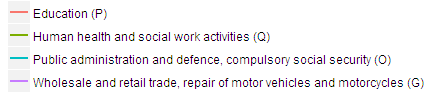 Education (P)
Human health and social work activities (Q)
Public administration and defence, compulsory social security (O)
Wholesale and retail trade, repair of motor vehicles and motorcycles (G)